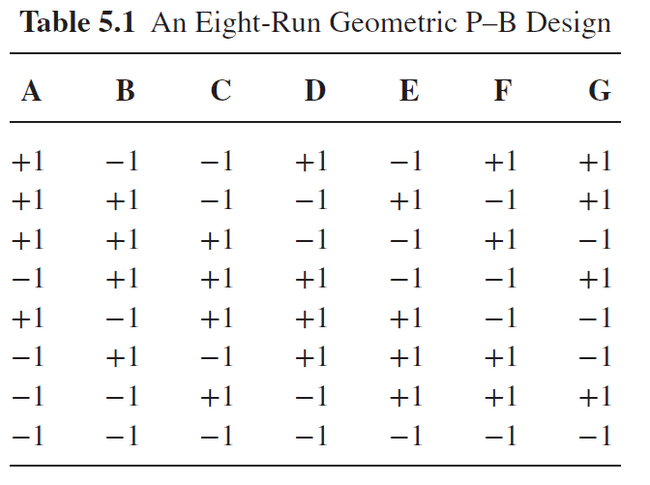 Table 5.1 An Eight-Run Geometric P–B Design
A B C D E F G
+1 −1 −1 +1 −1 +1 +1
+1 +1 −1 −1 +1 −1 +1
+1 +1 +1 −1 −1 +1 −1
−1 +1 +1 +1 −1 −1 +1
+1 −1 +1 +1 +1 −1 −1
−1 +1 −1 +1 +1 +1 −1
−1 −1 +1 −1 +1 +1 +1
−1 −1 −1 −1 −1 −1 −1